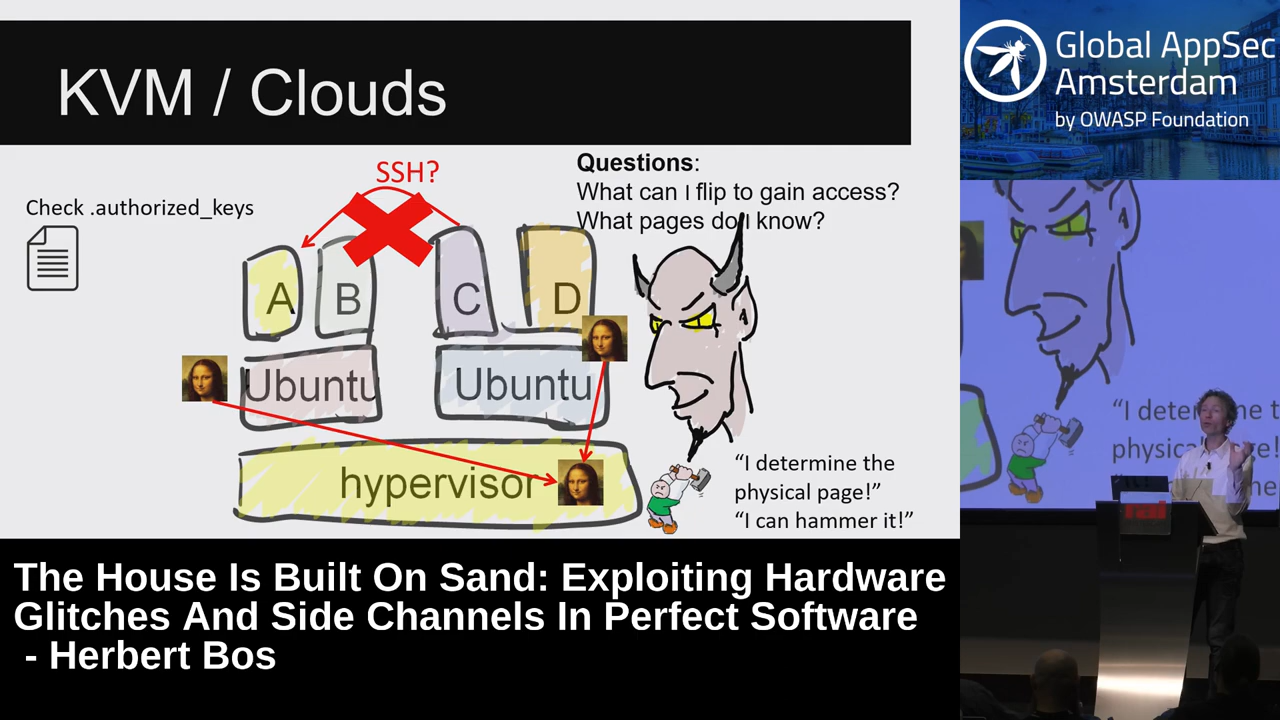 KVM / Clouds
SSH?
Check .authorized_keys
Questions:
What can I flip to gain access?
What pages do I know?
A
B
C
D
Ubuntu
Ubuntu
hypervisor
"I determine the
physical page!"
"I can hammer it!"
Global AppSec
Amsterdam
by OWASP Foundation
The House Is Built On Sand: Exploiting Hardware
Glitches And Side Channels In Perfect Software
- Herbert Bos